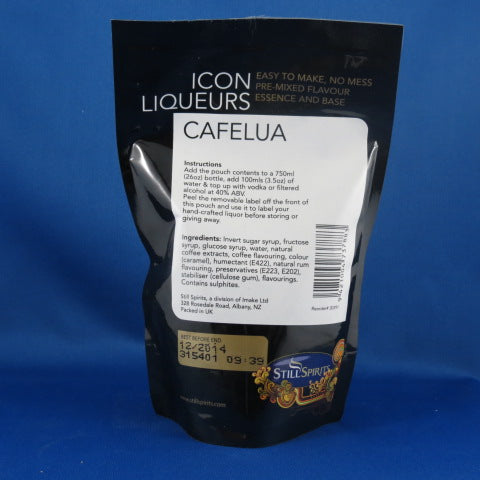 ICON
LIQUEURS
EASY TO MAKE, NO MESS
PRE-MIXED FLAVOUR
ESSENCE AND BASE
CAFELUA
Instructions
Add the pouch contents to a 750ml
(26oz) bottle, add 100mls (3.5oz) of
water & top up with vodka or filtered
alcohol at 40% ABV.
Peel the removable label off the front of
this pouch and use it to label your
hand-crafted liquor before storing or
giving away.
Ingredients: Invert sugar syrup, fructose
syrup, glucose syrup, water, natural
coffee extracts, coffee flavouring, colour
(caramel), humectant (E422), natural rum
flavouring, preservatives (E223, E202),
stabiliser (cellulose gum), flavourings.
Contains sulphites.
Still Spirits, a division of Imake Ltd
328 Rosedale Road, Albany, NZ
Packed in UK
BEST BEFORE END
12/2014
315401 09:39
STILL SPIRITS
www.stillspirits.com